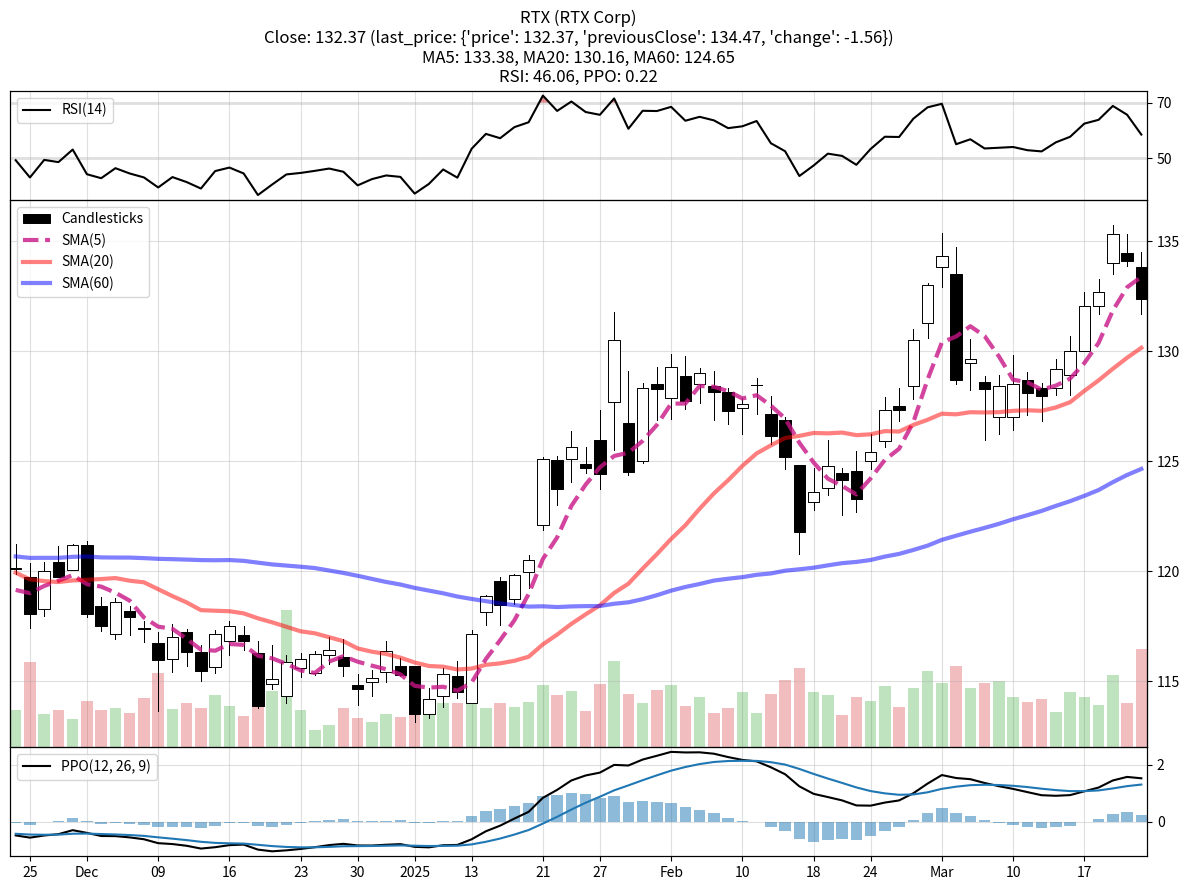 RTX (RTX Corp)
Close: 132.37 (last_price: {'price': 132.37, 'previousClose': 134.47, 'change': -1.56})
MA5: 133.38, MA20: 130.16, MA60: 124.65
RSI: 46.06, PPO: 0.22
RSI(14)
70
50
Candlesticks
SMA(5)
SMA(20)
SMA(60)
135
130
125
120
115
PPO(12, 26, 9)
2
0
25 Dec 09 16 23 30 2025 13 21 27 Feb 10 18 24 Mar 10 17